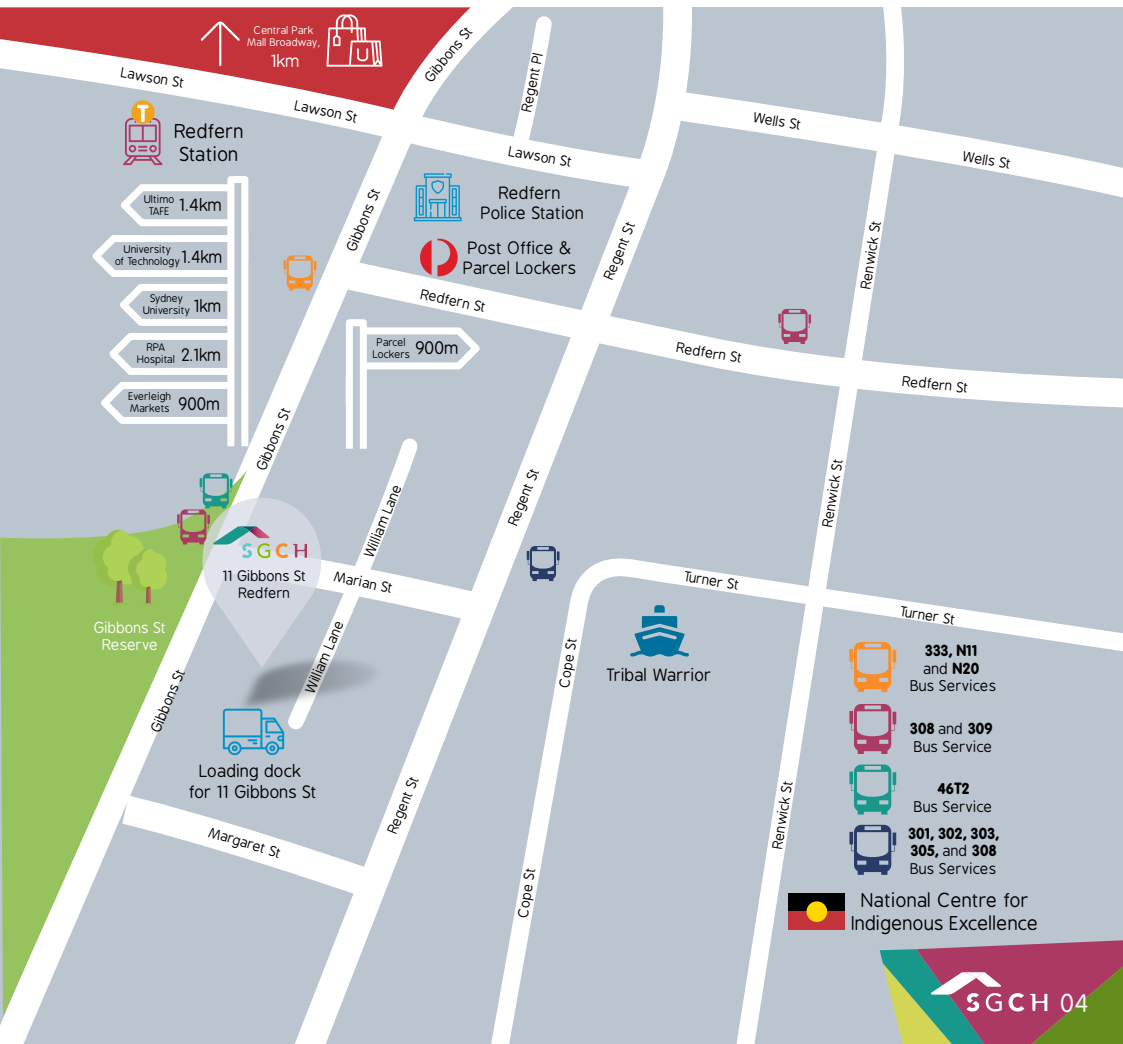 Central Park
Mall Broadway,
1km
Gibbons St
Regent Pl
Lawson St
Lawson St
Lawson St
Wells St
Wells St
T
Redfern
Station
Ultimo
TAFE 1.4km
University
of Technology 1.4km
Sydney
University 1km
RPA
Hospital 2.1km
Everleigh
Markets 900m
Gibbons St
Redfern
Police Station
Post Office &
Parcel Lockers
Regent St
Renwick St
Redfern St
Redfern St
Redfern St
Parcel
Lockers 900m
Gibbons St
William Lane
Regent St
Renwick St
SGCH
11 Gibbons St
Redfern
Marian St
Turner St
Turner St
Gibbons St
Reserve
William Lane
Cope St
Tribal Warrior
Gibbons St
Loading dock
for 11 Gibbons St
Regent St
Renwick St
Margaret St
Cope St
333, N11
and N20
Bus Services
308 and 309
Bus Service
46T2
Bus Service
301, 302, 303,
305, and 308
Bus Services
National Centre for
Indigenous Excellence
SGCH 04